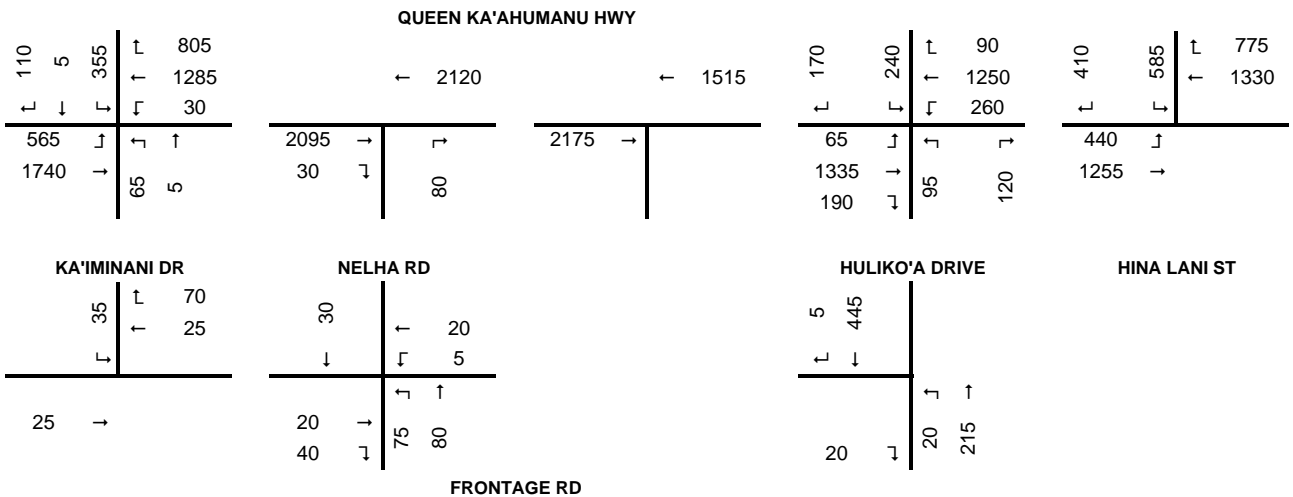 QUEEN KA'AHUMANU HWY
110 5 355 ↑ 805
← 1285
↵ ↓ ↳ ↓ 30
565 ↑ ↰ ↑
1740 → 65 5
← 2120
2095 → ↱
30 ↴ 80
← 1515
2175 →
170 240 ↑ 90
← 1250
↵ ↳ ↓ 260
65 ↑ ↰ ↱
1335 → 95 120
190 ↴
410 585 ↑ 775
← 1330
↵ ↳
440 ↑
1255 →
KA'IMINANI DR
NELHA RD
HULIKO'A DRIVE
HINA LANI ST
35 ↑ 70
← 25
↳
25 →
30 ← 20
↓ ↓ 5
↰ ↑
20 → 75 80
40 ↴
5 445
↵ ↓
↰ ↑
20 ↴ 20 215
FRONTAGE RD